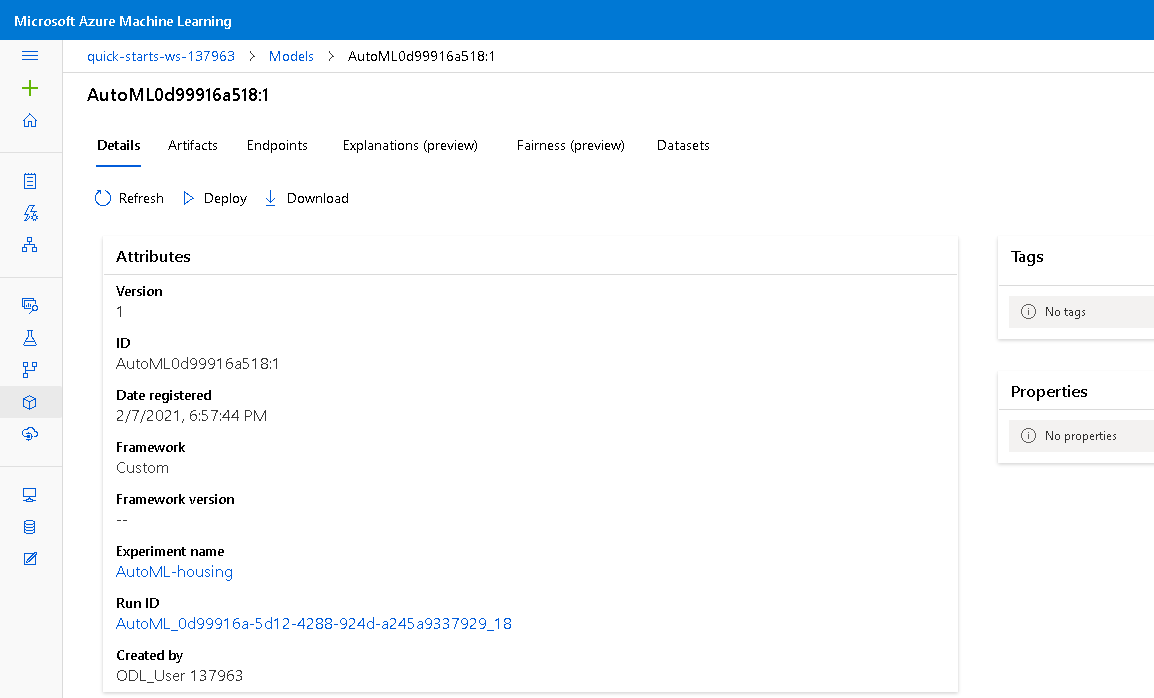 Microsoft Azure Machine Learning
quick-starts-ws-137963 > Models > AutoML0d99916a518:1
AutoML0d99916a518:1
Details Artifacts Endpoints Explanations (preview) Fairness (preview) Datasets
Refresh Deploy Download
Attributes
Version
1
ID
AutoML0d99916a518:1
Date registered
2/7/2021, 6:57:44 PM
Framework
Custom
Framework version
--
Experiment name
AutoML-housing
Run ID
AutoML_0d99916a-5d12-4288-924d-a245a9337929_18
Created by
ODL_User 137963
Tags
No tags
Properties
No properties